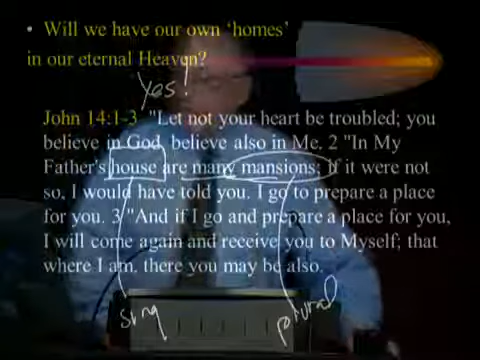 • Will we have our own ‘homes’
in our eternal Heaven?
yes!
John 14:1-3 "Let not your heart be troubled; you
believe in God, believe also in Me. 2 "In My
Father's house are many mansions; if it were not
so, I would have told you. I go to prepare a place
for you. 3 "And if I go and prepare a place for you,
I will come again and receive you to Myself; that
where I am, there you may be also.
sing
plural